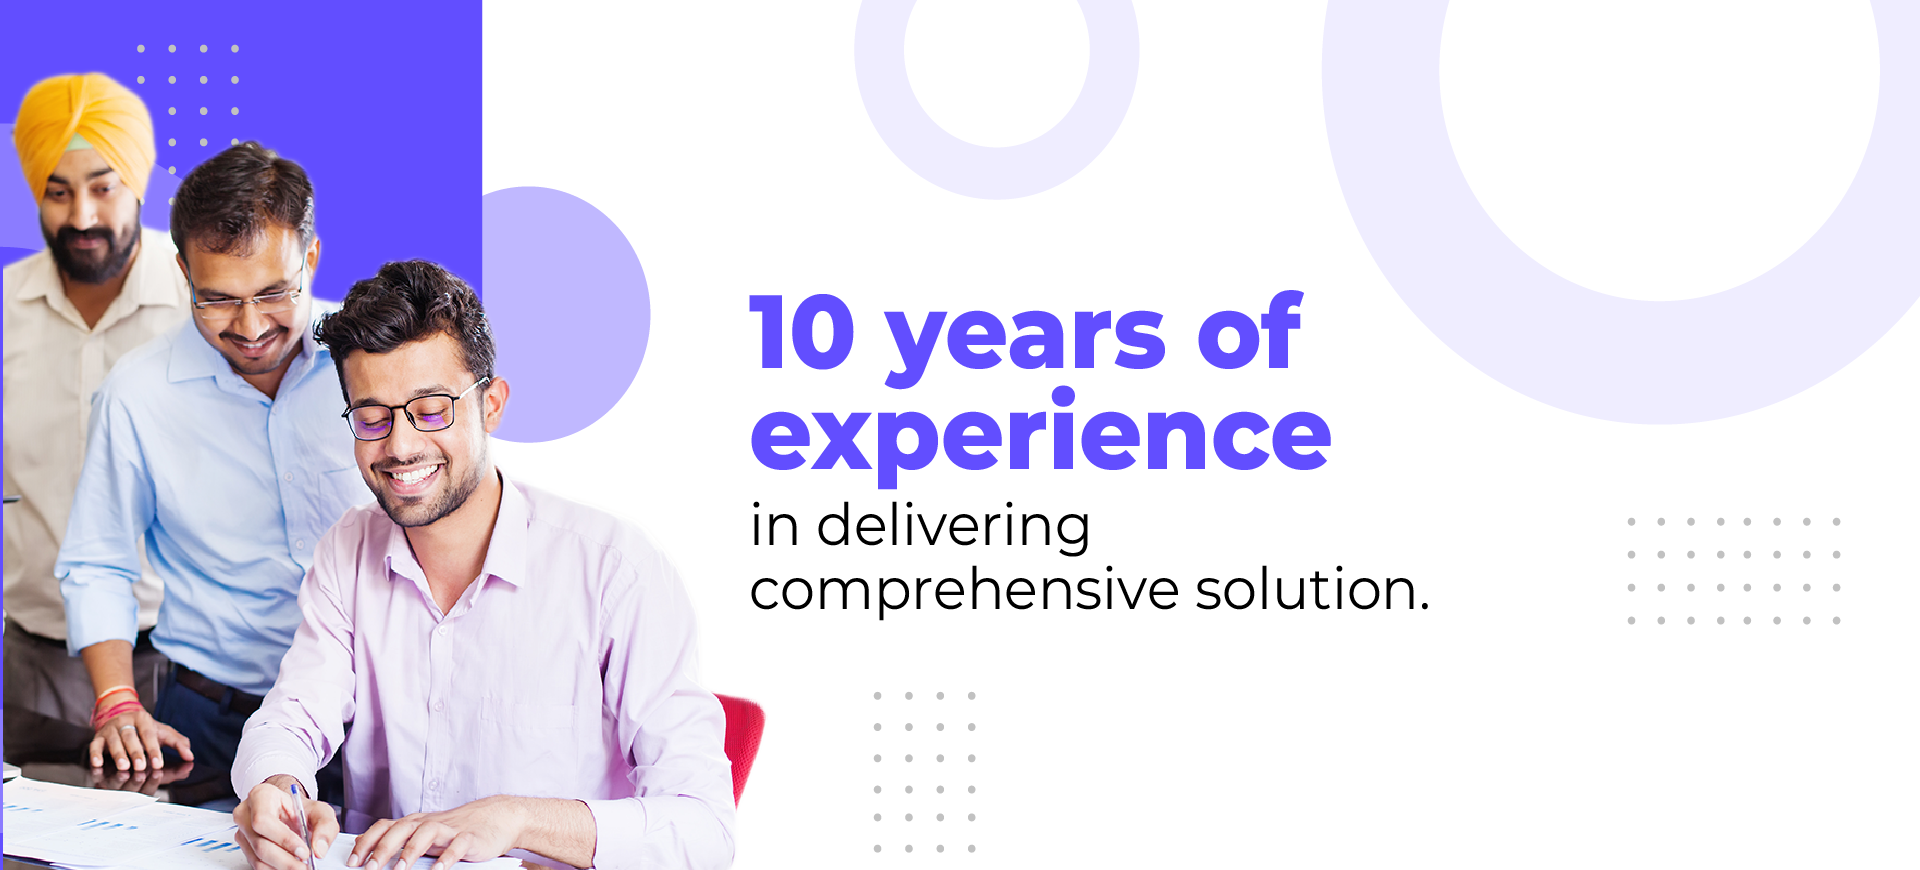 10 years of
experience
in delivering
comprehensive solution.